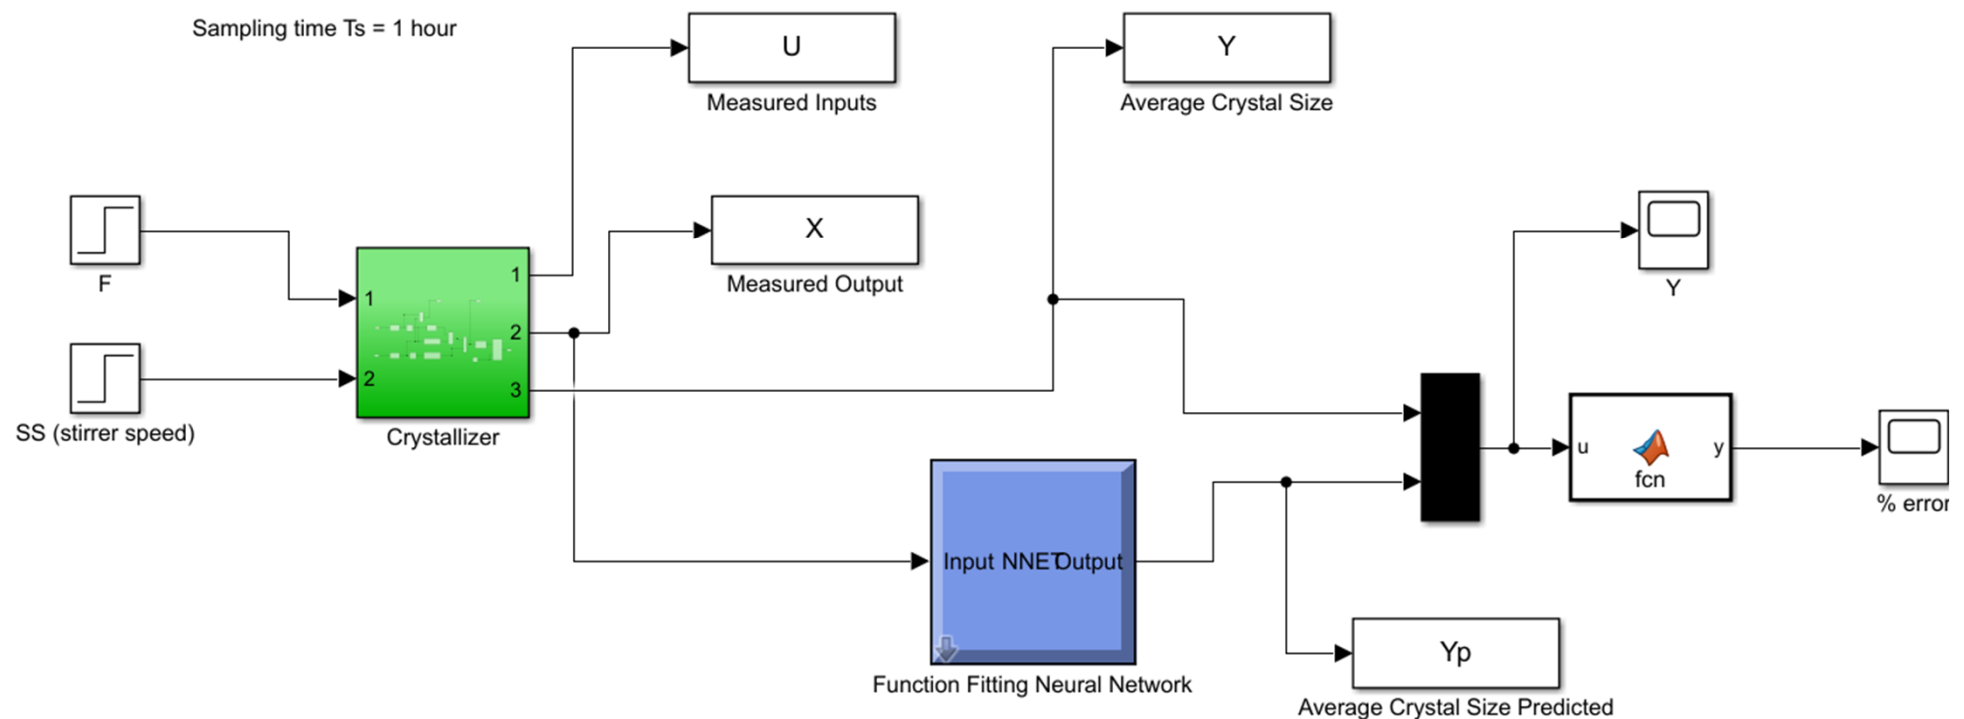 Sampling time Ts = 1 hour
U
Measured Inputs
Y
Average Crystal Size
F
X
Measured Output
Y
SS (stirrer speed)
1
2
1
2
3
Crystallizer
Input NNET Output
Function Fitting Neural Network
u
y
fcn
% error
Yp
Average Crystal Size Predicted